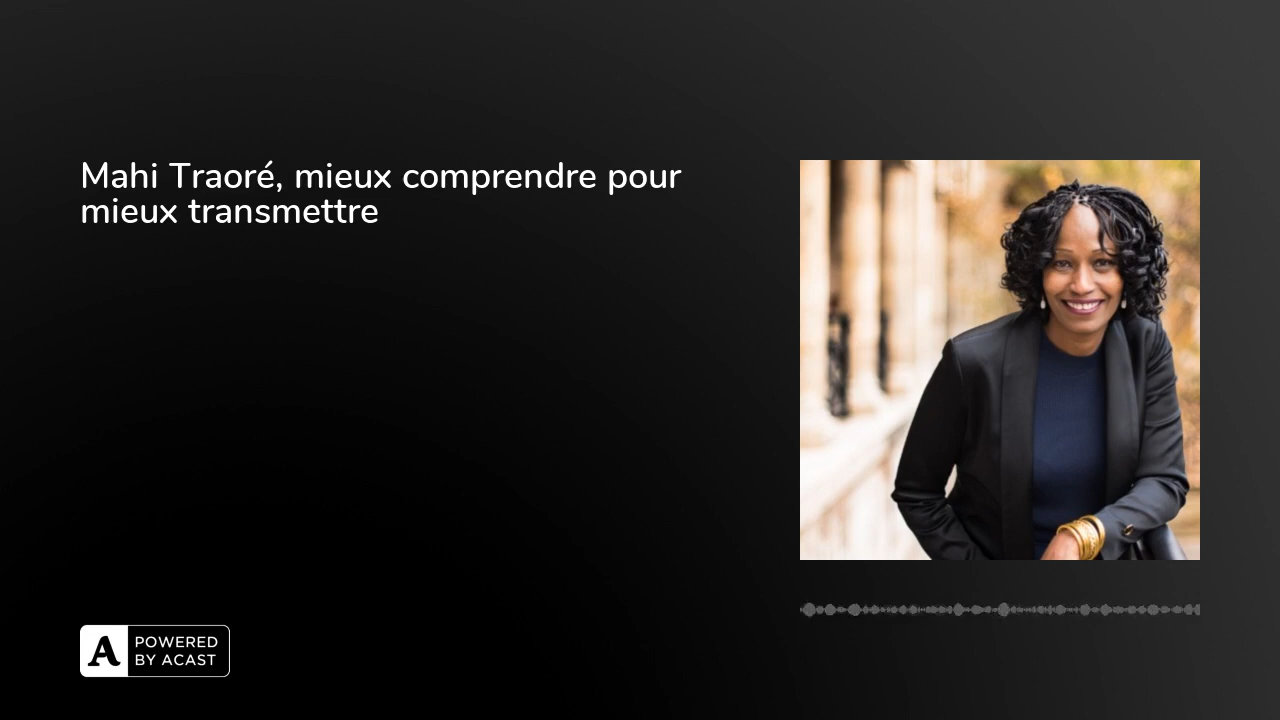 Mahi Traoré, mieux comprendre pour
mieux transmettre
A
POWERED
BY ACAST